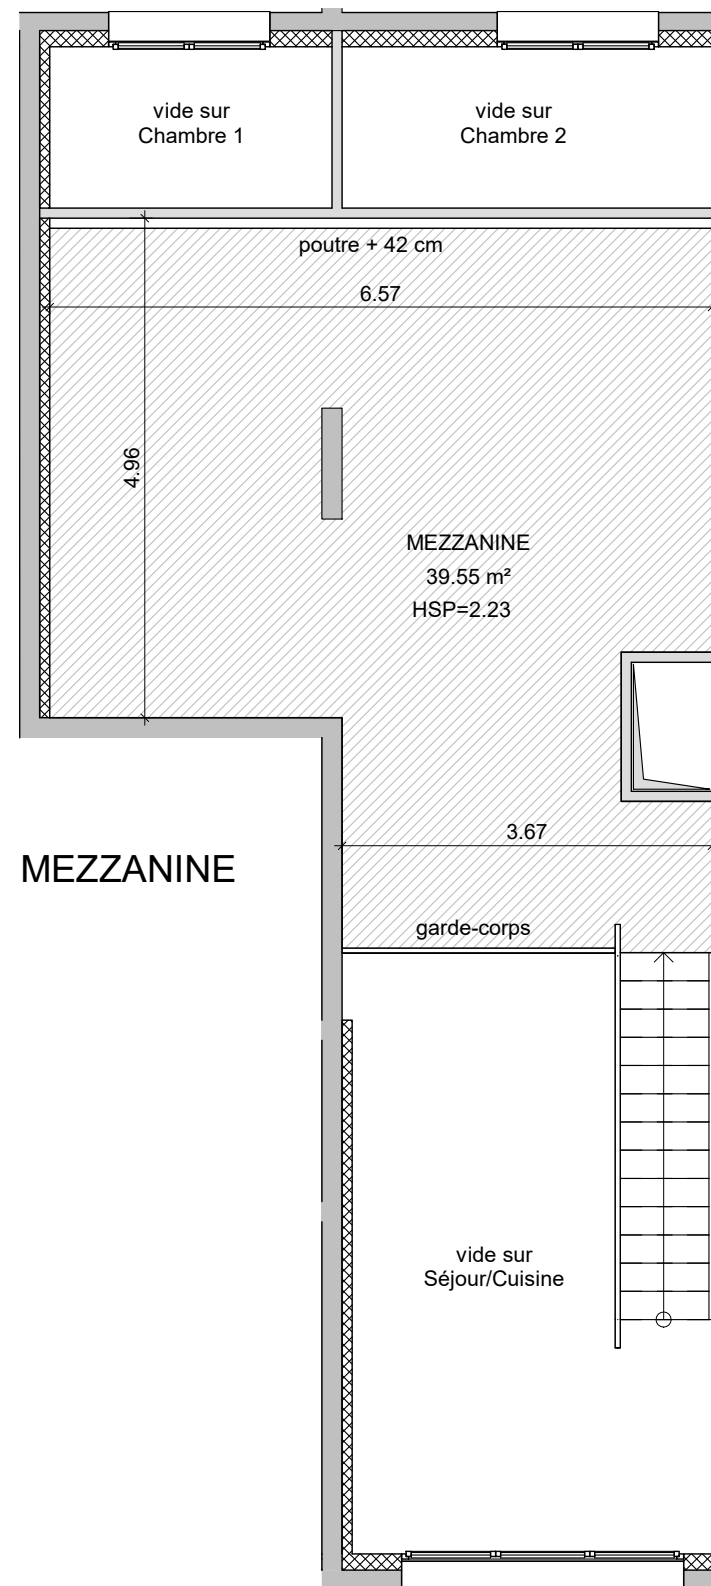 vide sur
Chambre 1
vide sur
Chambre 2
poutre + 42 cm
6.57
4.96
MEZZANINE
39.55 m²
HSP=2.23
3.67
MEZZANINE
garde-corps
vide sur
Séjour/Cuisine